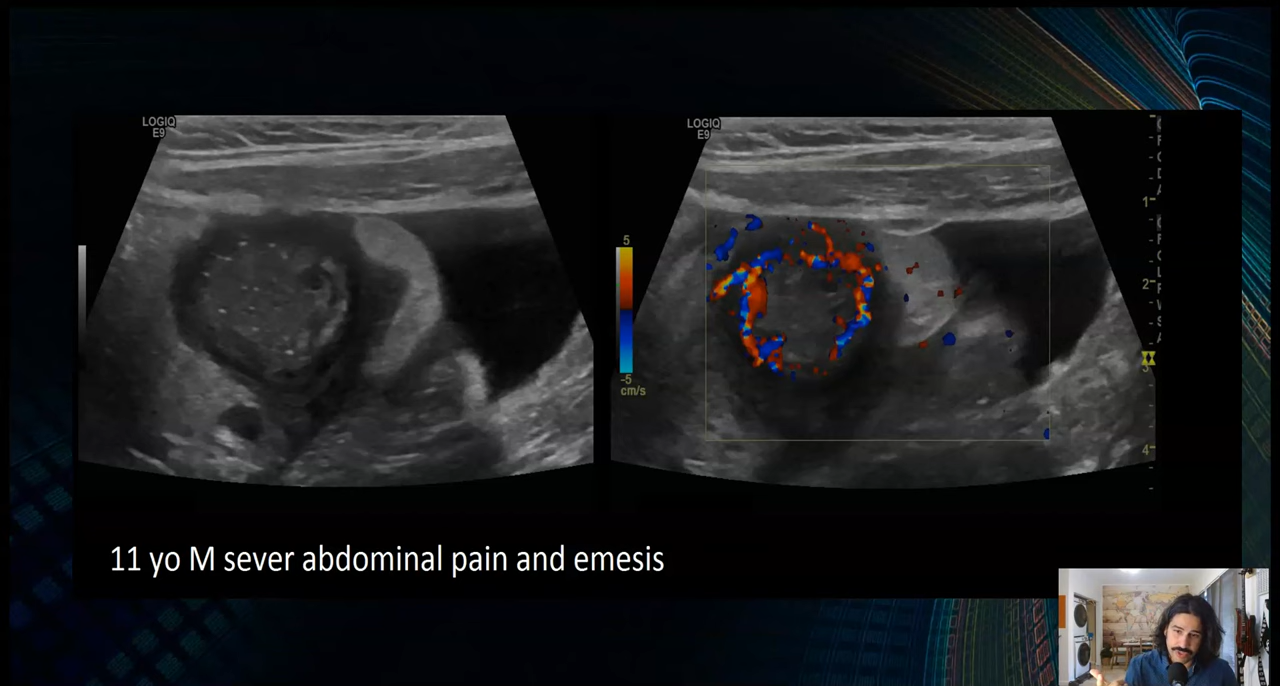 LOGIQ
E9
LOGIQ
E9
5
-5
cm/s
1
2
3
4
11 yo M sever abdominal pain and emesis